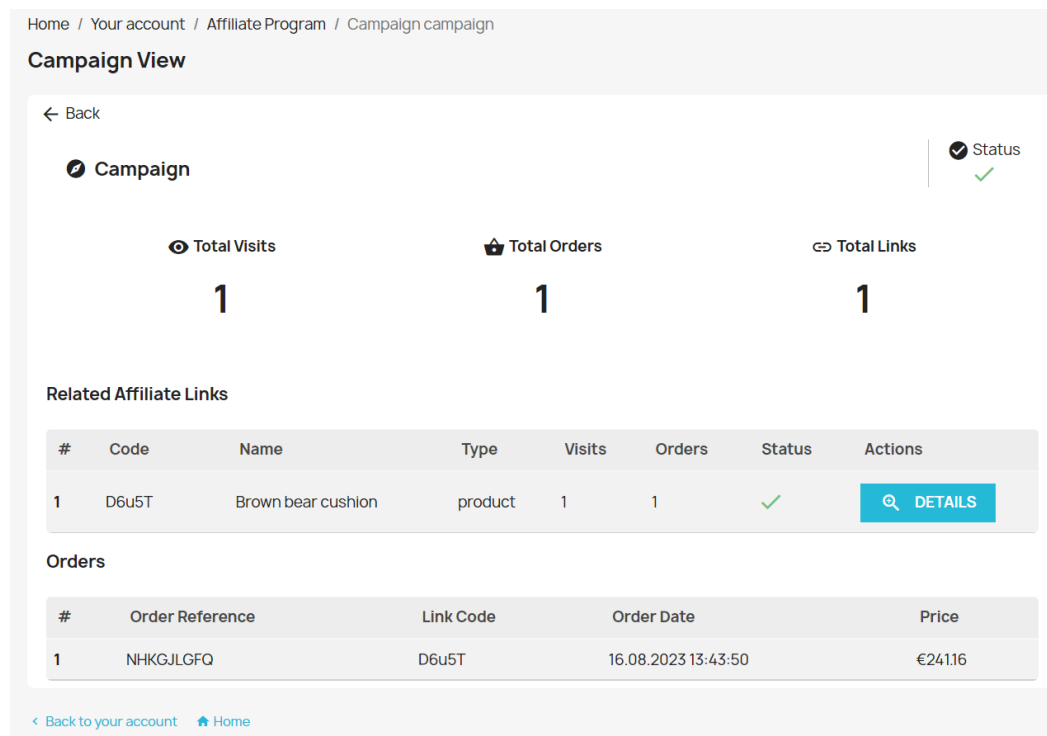 Home / Your account / Affiliate Program / Campaign campaign
Campaign View
Back
Campaign
Status
Total Visits Total Orders Total Links
1 1 1
Related Affiliate Links
# Code Name Type Visits Orders Status Actions
1 D6u5T Brown bear cushion product 1 1 DETAILS
Orders
# Order Reference Link Code Order Date Price
1 NHKGJLGFQ D6u5T 16.08.2023 13:43:50 €241.16
Back to your account Home